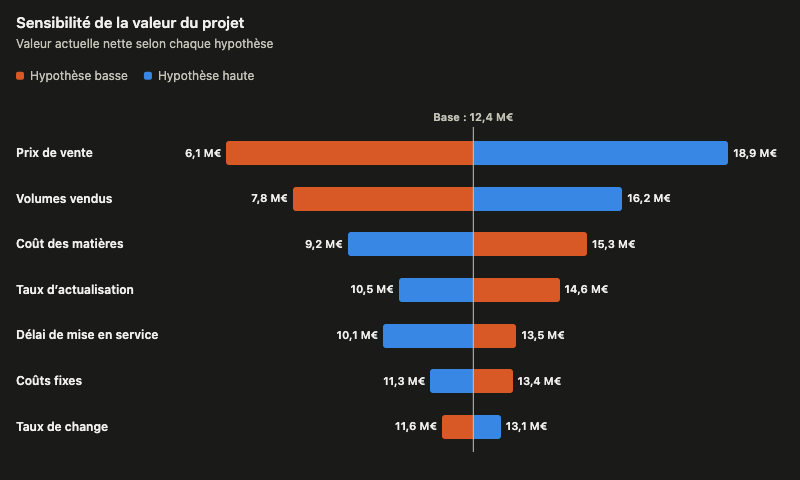 Sensibilité de la valeur du projet
Valeur actuelle nette selon chaque hypothèse
Hypothèse basse Hypothèse haute
Base : 12,4 M€
Prix de vente 6,1 M€ 18,9 M€
Volumes vendus 7,8 M€ 16,2 M€
Coût des matières 9,2 M€ 15,3 M€
Taux d’actualisation 10,5 M€ 14,6 M€
Délai de mise en service 10,1 M€ 13,5 M€
Coûts fixes 11,3 M€ 13,4 M€
Taux de change 11,6 M€ 13,1 M€